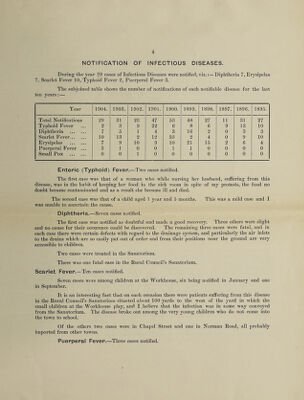 4
NOTIFICATION OF INFECTIOUS DISEASES.
During the year 29 cases of Infectious Diseases were notified, viz.:—Diphtheria 7, Erysipelas
7, Scarlet Fever 10, Typhoid Fever 2, Puerperal Fever 3.
The subjoined table shows the number of notifications of each notifiable disease for the last
ten years:—
Year 1904. 1903. 1902. 1901. 1900. 1899. 1898. 1897. 1896. 1895.
Total Notifications 29 31 23 47 53 48 27 11 31 27
Typhoid Fever 2 3 9 22 6 8 6 9 13 10
Diphtheria 7 5 1 4 3 16 2 0 3 3
Scarlet Fever 10 13 2 12 33 2 4 0 9 10
Erysipelas 7 9 10 9 10 21 15 2 6 4
Puerperal Fever 3 1 0 0 1 1 0 0 0 0
Small Pox 0 0 1 0 0 0 0 0 0 0
Enteric (Typhoid) Fever.—Two cases notified.
The first case was that of a woman who while nursing her husband, suffering from this
disease, was in the habit of keeping her food in the sick room in spite of my protests, the food no
doubt became contaminated and as a result she became ill and died.
The second case was that of a child aged 1 year and 5 months. This was a mild case and I
was unable to ascertain the cause.
Diphtheria.—Seven cases notified.
The first case was notified as doubtful and made a good recovery. Three others were slight
and no cause for their occurrence could be discovered. The remaining three cases were fatal, and in
each case there were certain defects with regard to the drainage system, and particularly the air inlets
to the drains which are so easily put out of order and from their positions near the ground are very
accessible to children.
Two cases were treated in the Sanatorium.
There was one fatal case in the Rural Council's Sanatorium.
Scarlet Fever.—Ten cases notified.
Seven cases were among children at the Workhouse, six being notified in January and one
in September.
It is an interesting fact that on each occasion there were patients suffering from this disease
in the Rural Council's Sanatorium situated about 100 yards to the west of the yard in which the
small children at the Workhouse play, and I believe that the infection was in some way conveyed
from the Sanatorium. The disease broke out among the very young children who do not come into
the town to school.
Of the others two cases were in Chapel Street and one in Norman Road, all probably
imported from other towns.
Puerperal Fever.—Three cases notified.